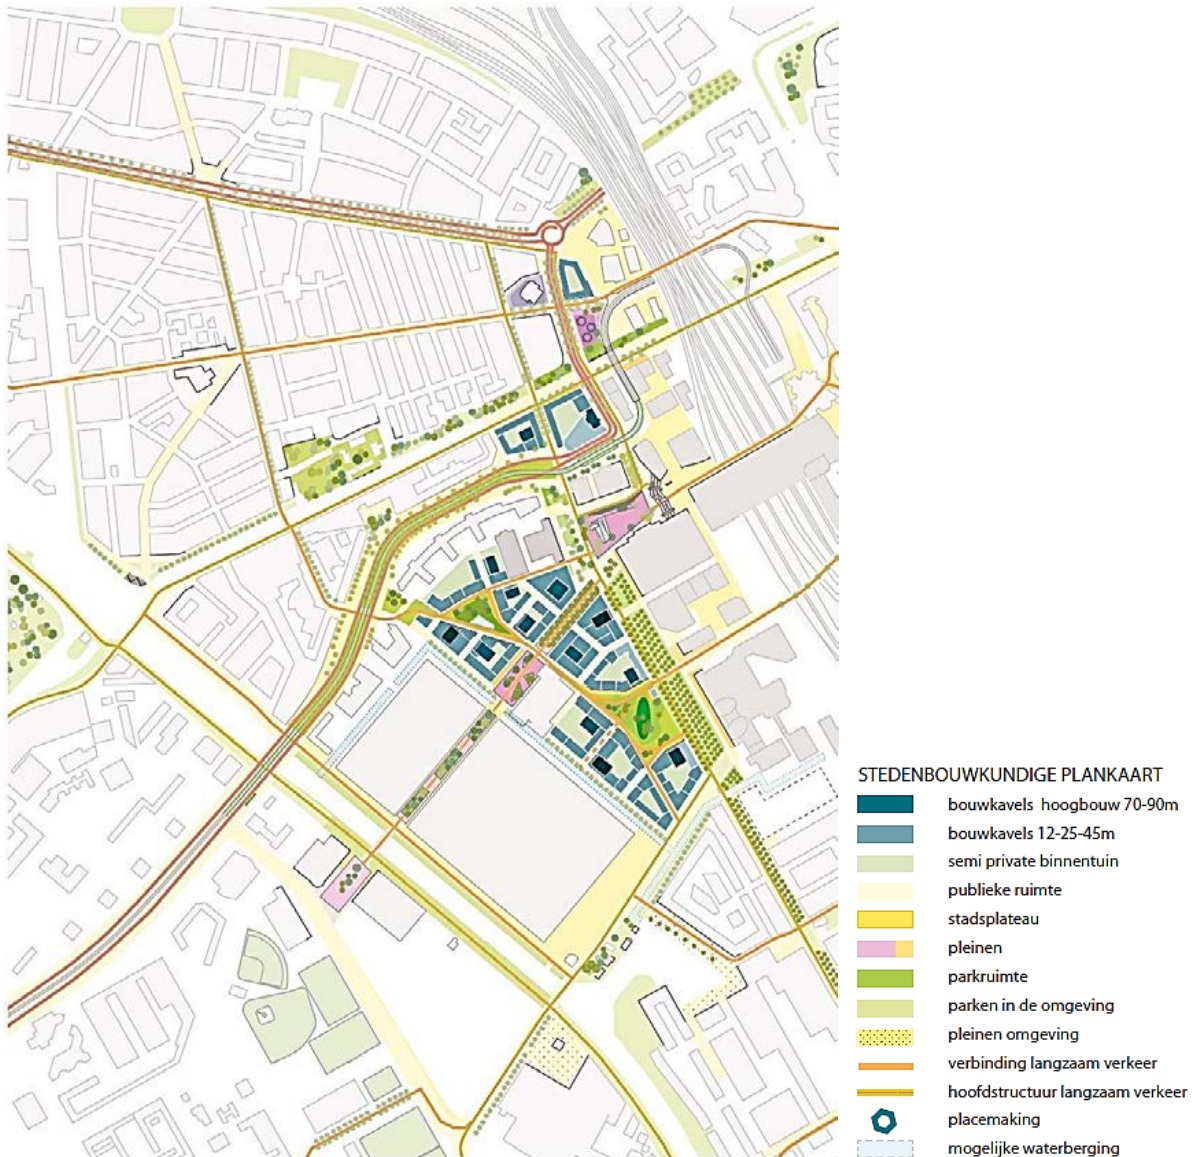 STEDENBOUWKUNDIGE PLANKAART
bouwkavels hoogbouw 70-90m
bouwkavels 12-25-45m
semi private binnentuin
publieke ruimte
stadsplateau
pleinen
parkruimte
parken in de omgeving
pleinen omgeving
verbinding langzaam verkeer
hoofdstructuur langzaam verkeer
placemaking
mogelijke waterberging